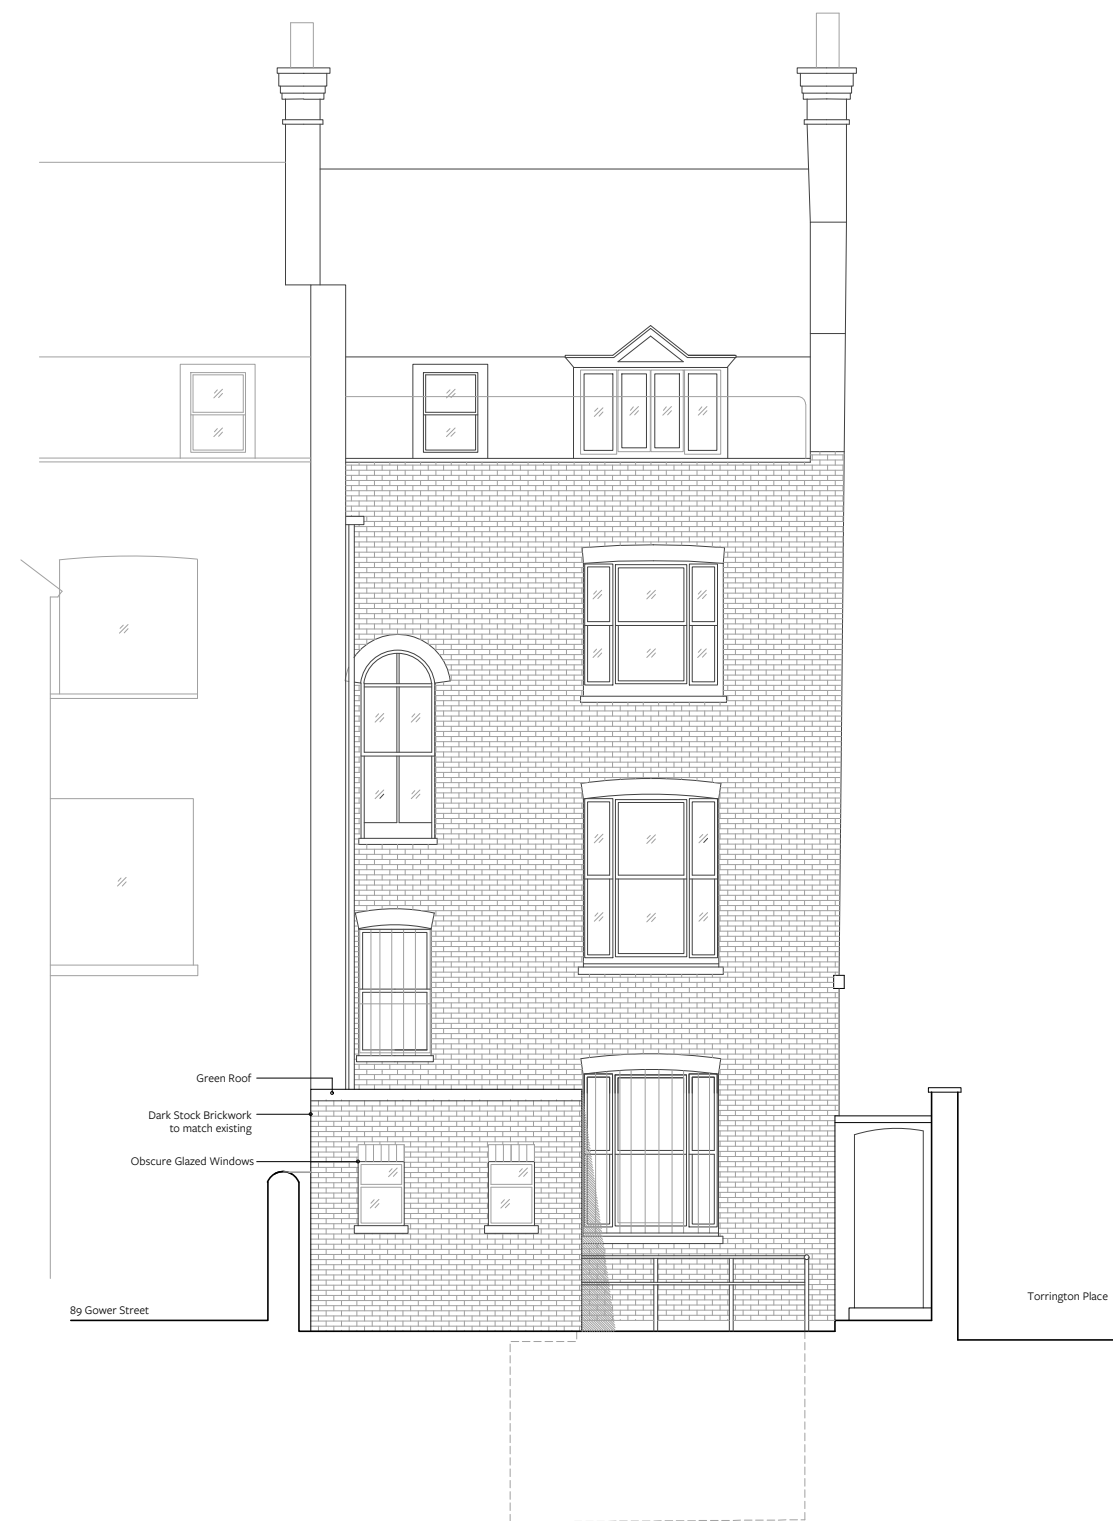 Green Roof
Dark Stock Brickwork
to match existing
Obscure Glazed Windows
89 Gower Street
Torrington Place